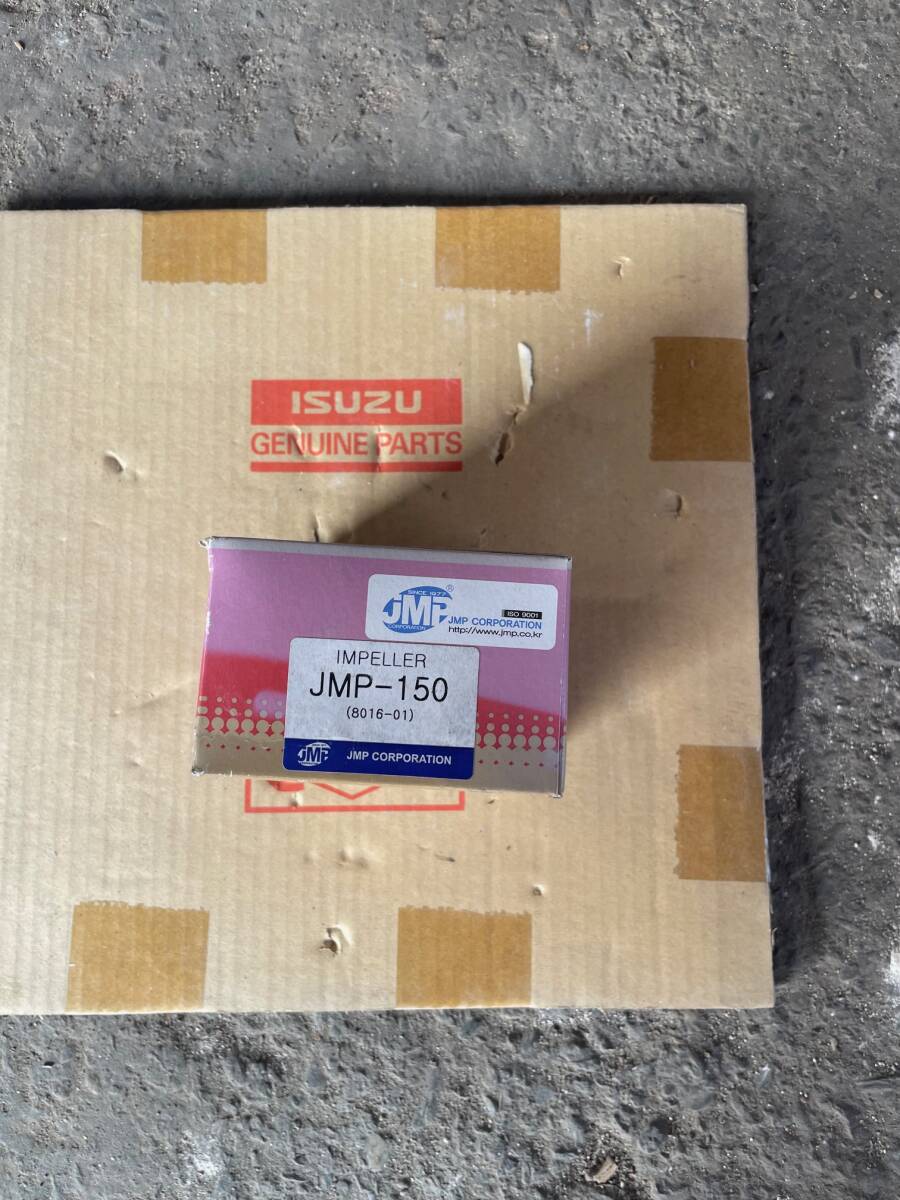 ISUZU
GENUINE PARTS
SINCE 1977
JMP®
CORPORATION
ISO 9001
JMP CORPORATION
http://www.jmp.co.kr
IMPELLER
JMP-150
(8016-01)
JMP
JMP CORPORATION